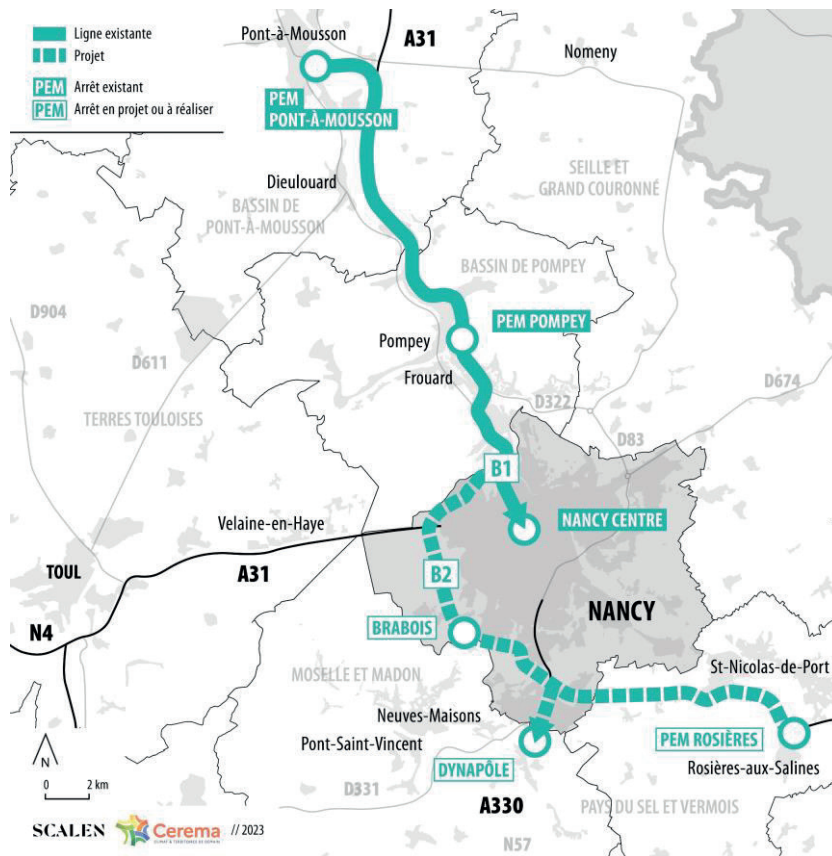 Ligne existante
Projet
PEM Arrêt existant
PEM Arrêt en projet ou à réaliser
Pont-à-Mousson
A31
Nomeny
PEM
PONT-À-MOUSSON
SEILLE ET
GRAND COURONNÉ
Dieulouard
BASSIN DE
PONT-À-MOUSSON
BASSIN DE POMPEY
D904
PEM POMPEY
Pompey
D611
Frouard
D322
D674
TERRES TOULOISES
D83
B1
Velaine-en-Haye
NANCY CENTRE
TOUL
A31
B2
N4
BRABOIS
NANCY
MOSELLE ET MADON
St-Nicolas-de-Port
Neuves-Maisons
Pont-Saint-Vincent
PEM ROSIÈRES
N
DYNAPÔLE
Rosières-aux-Salines
0 2 km
D331
A330
PAYS DU SEL ET VERMOIS
SCALEN Cerema // 2023
N57